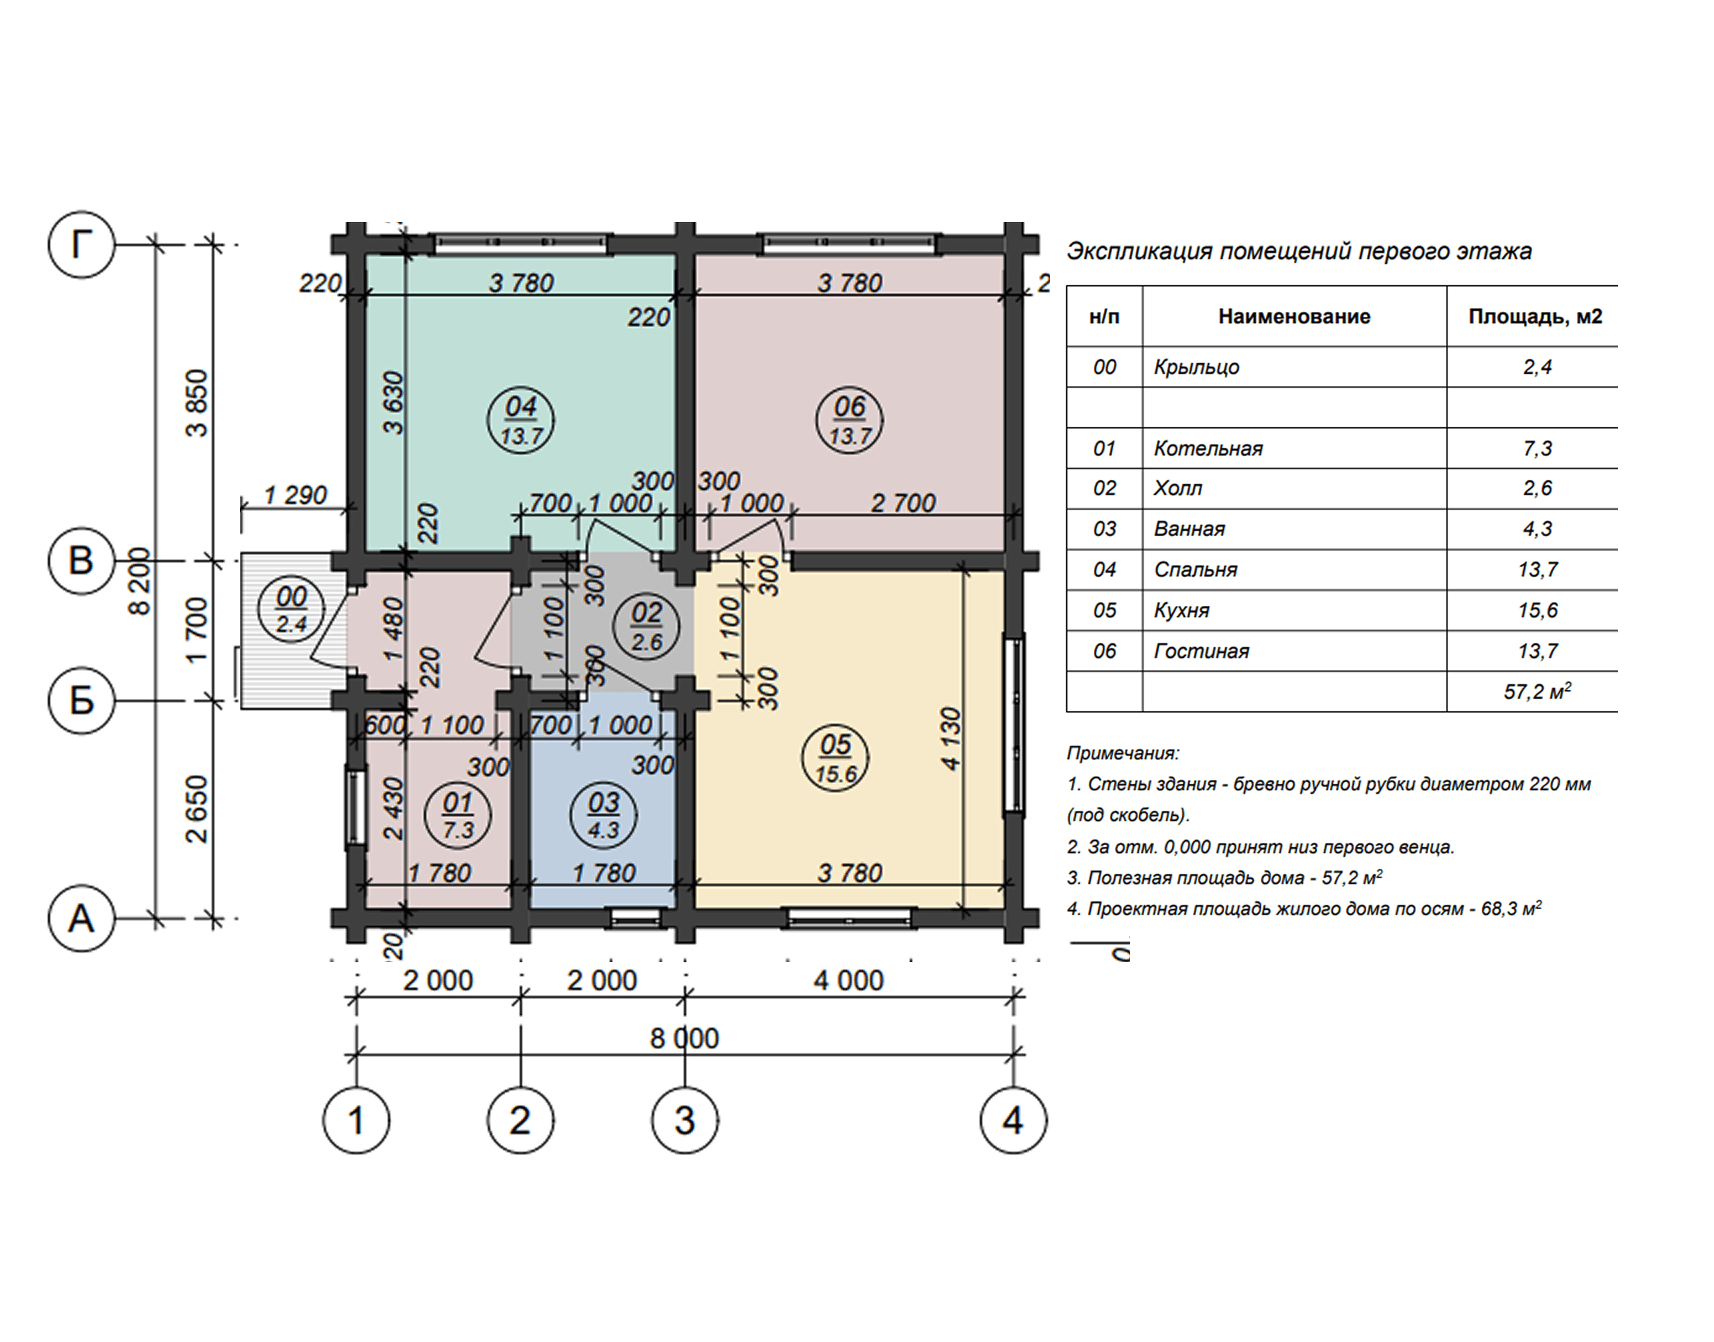 Г
В
Б
А
8 200
3 850
1 700
2 650
1 290
220
3 780
220
3 780
3 630
04
13.7
06
13.7
300
300
700
1 000
1 000
2 700
220
00
2.4
1 480
220
1 100
300
300
02
2.6
1 100
300
300
600
1 100
300
700
1 000
300
2 430
01
7.3
03
4.3
05
15.6
4 130
1 780
1 780
3 780
2 000
2 000
4 000
8 000
1
2
3
4
Экспликация помещений первого этажа
н/п Наименование Площадь, м2
00 Крыльцо 2,4
01 Котельная 7,3
02 Холл 2,6
03 Ванная 4,3
04 Спальня 13,7
05 Кухня 15,6
06 Гостиная 13,7
57,2 м²
Примечания:
1. Стены здания - бревно ручной рубки диаметром 220 мм
(под скобель).
2. За отм. 0,000 принят низ первого венца.
3. Полезная площадь дома - 57,2 м²
4. Проектная площадь жилого дома по осям - 68,3 м²